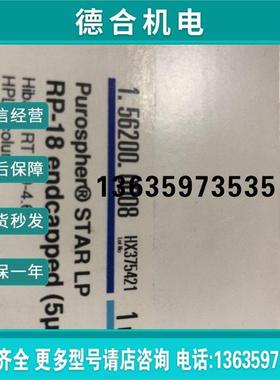 德合机电
信经营
后保障
货秒发
保一年
1.56200.
HX375421
Purospher® STAR LP
RP-18 endcapped (5µ
13635973535
齐全 更多型号请店咨询 电话:1363597